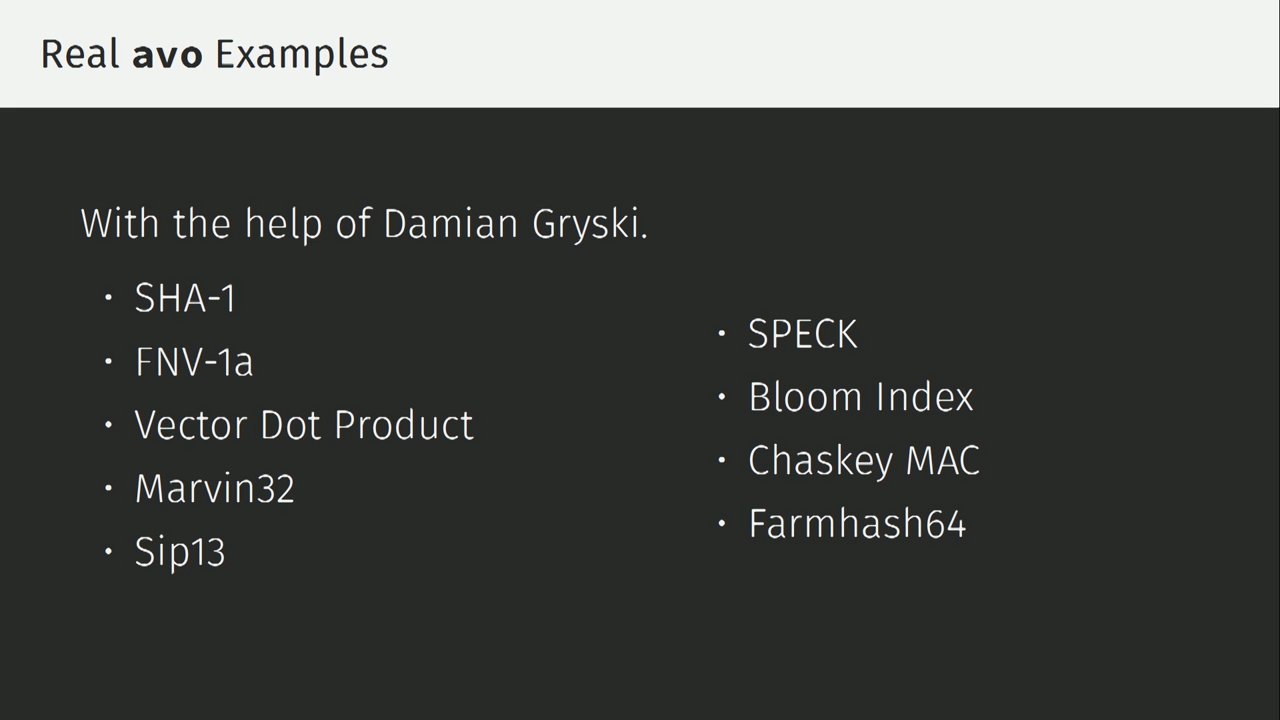 Real avo Examples
With the help of Damian Gryski.
• SHA-1
• FNV-1a
• Vector Dot Product
• Marvin32
• Sip13
• SPECK
• Bloom Index
• Chaskey MAC
• Farmhash64